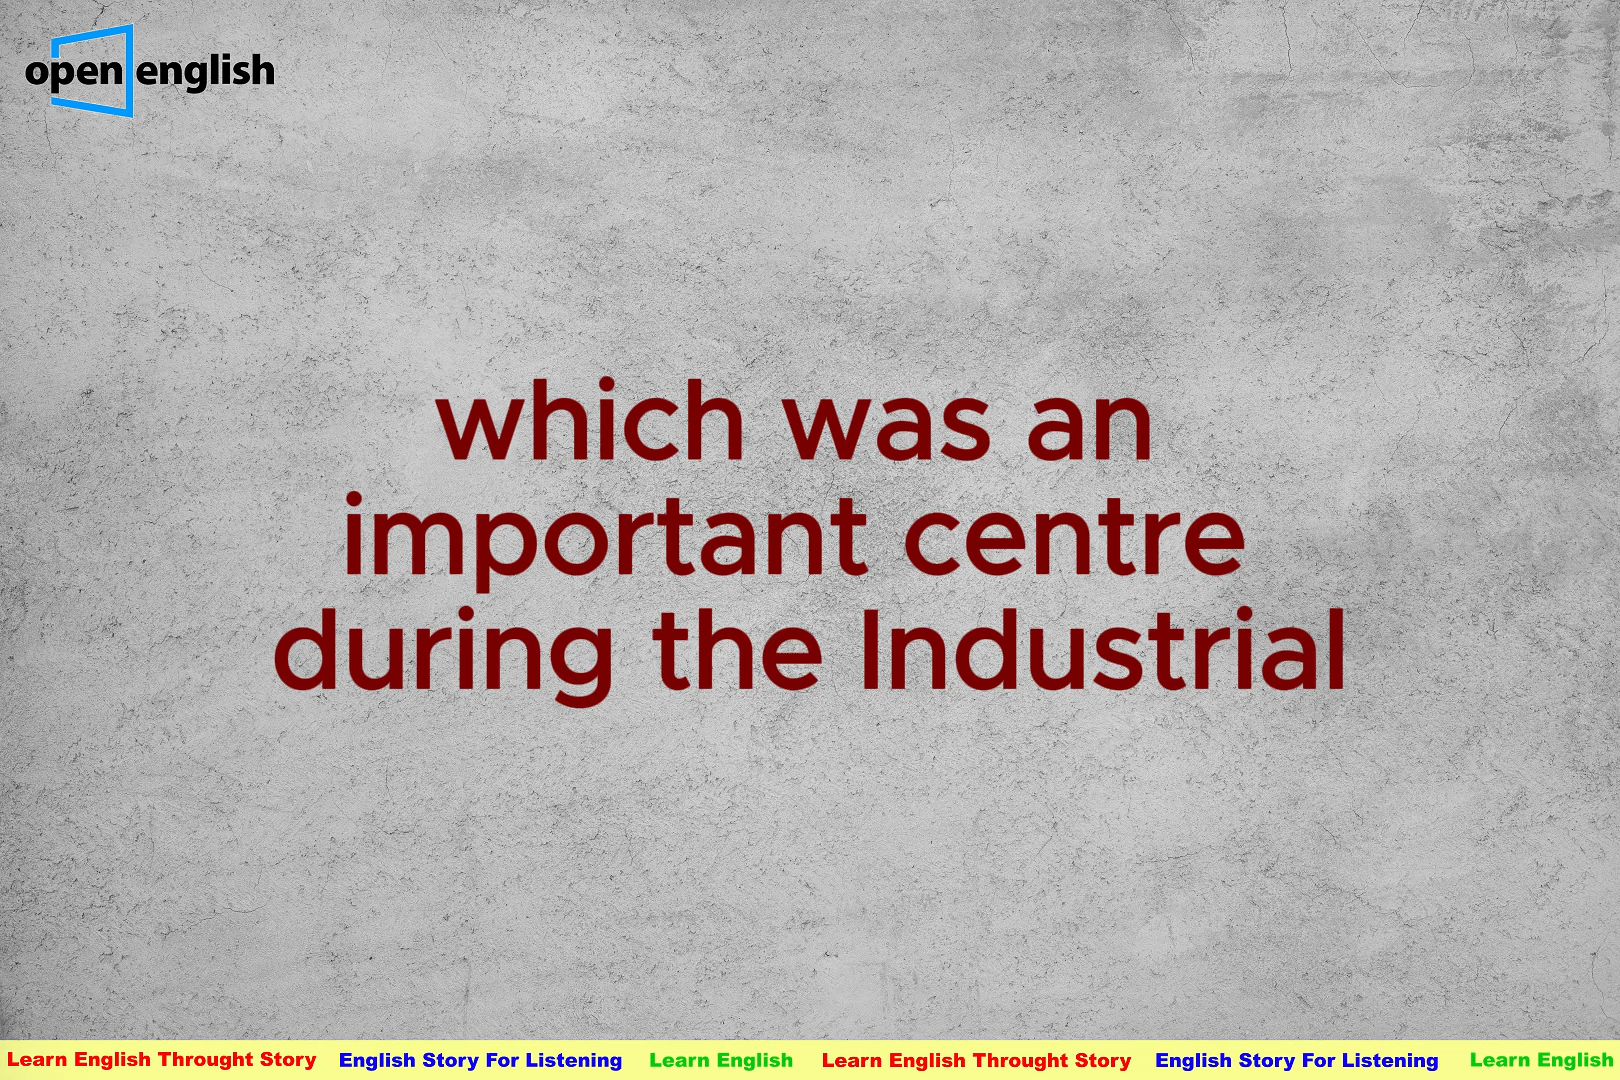 open english
which was an
important centre
during the Industrial
Learn English Throught Story English Story For Listening Learn English Learn English Throught Story English Story For Listening Learn English